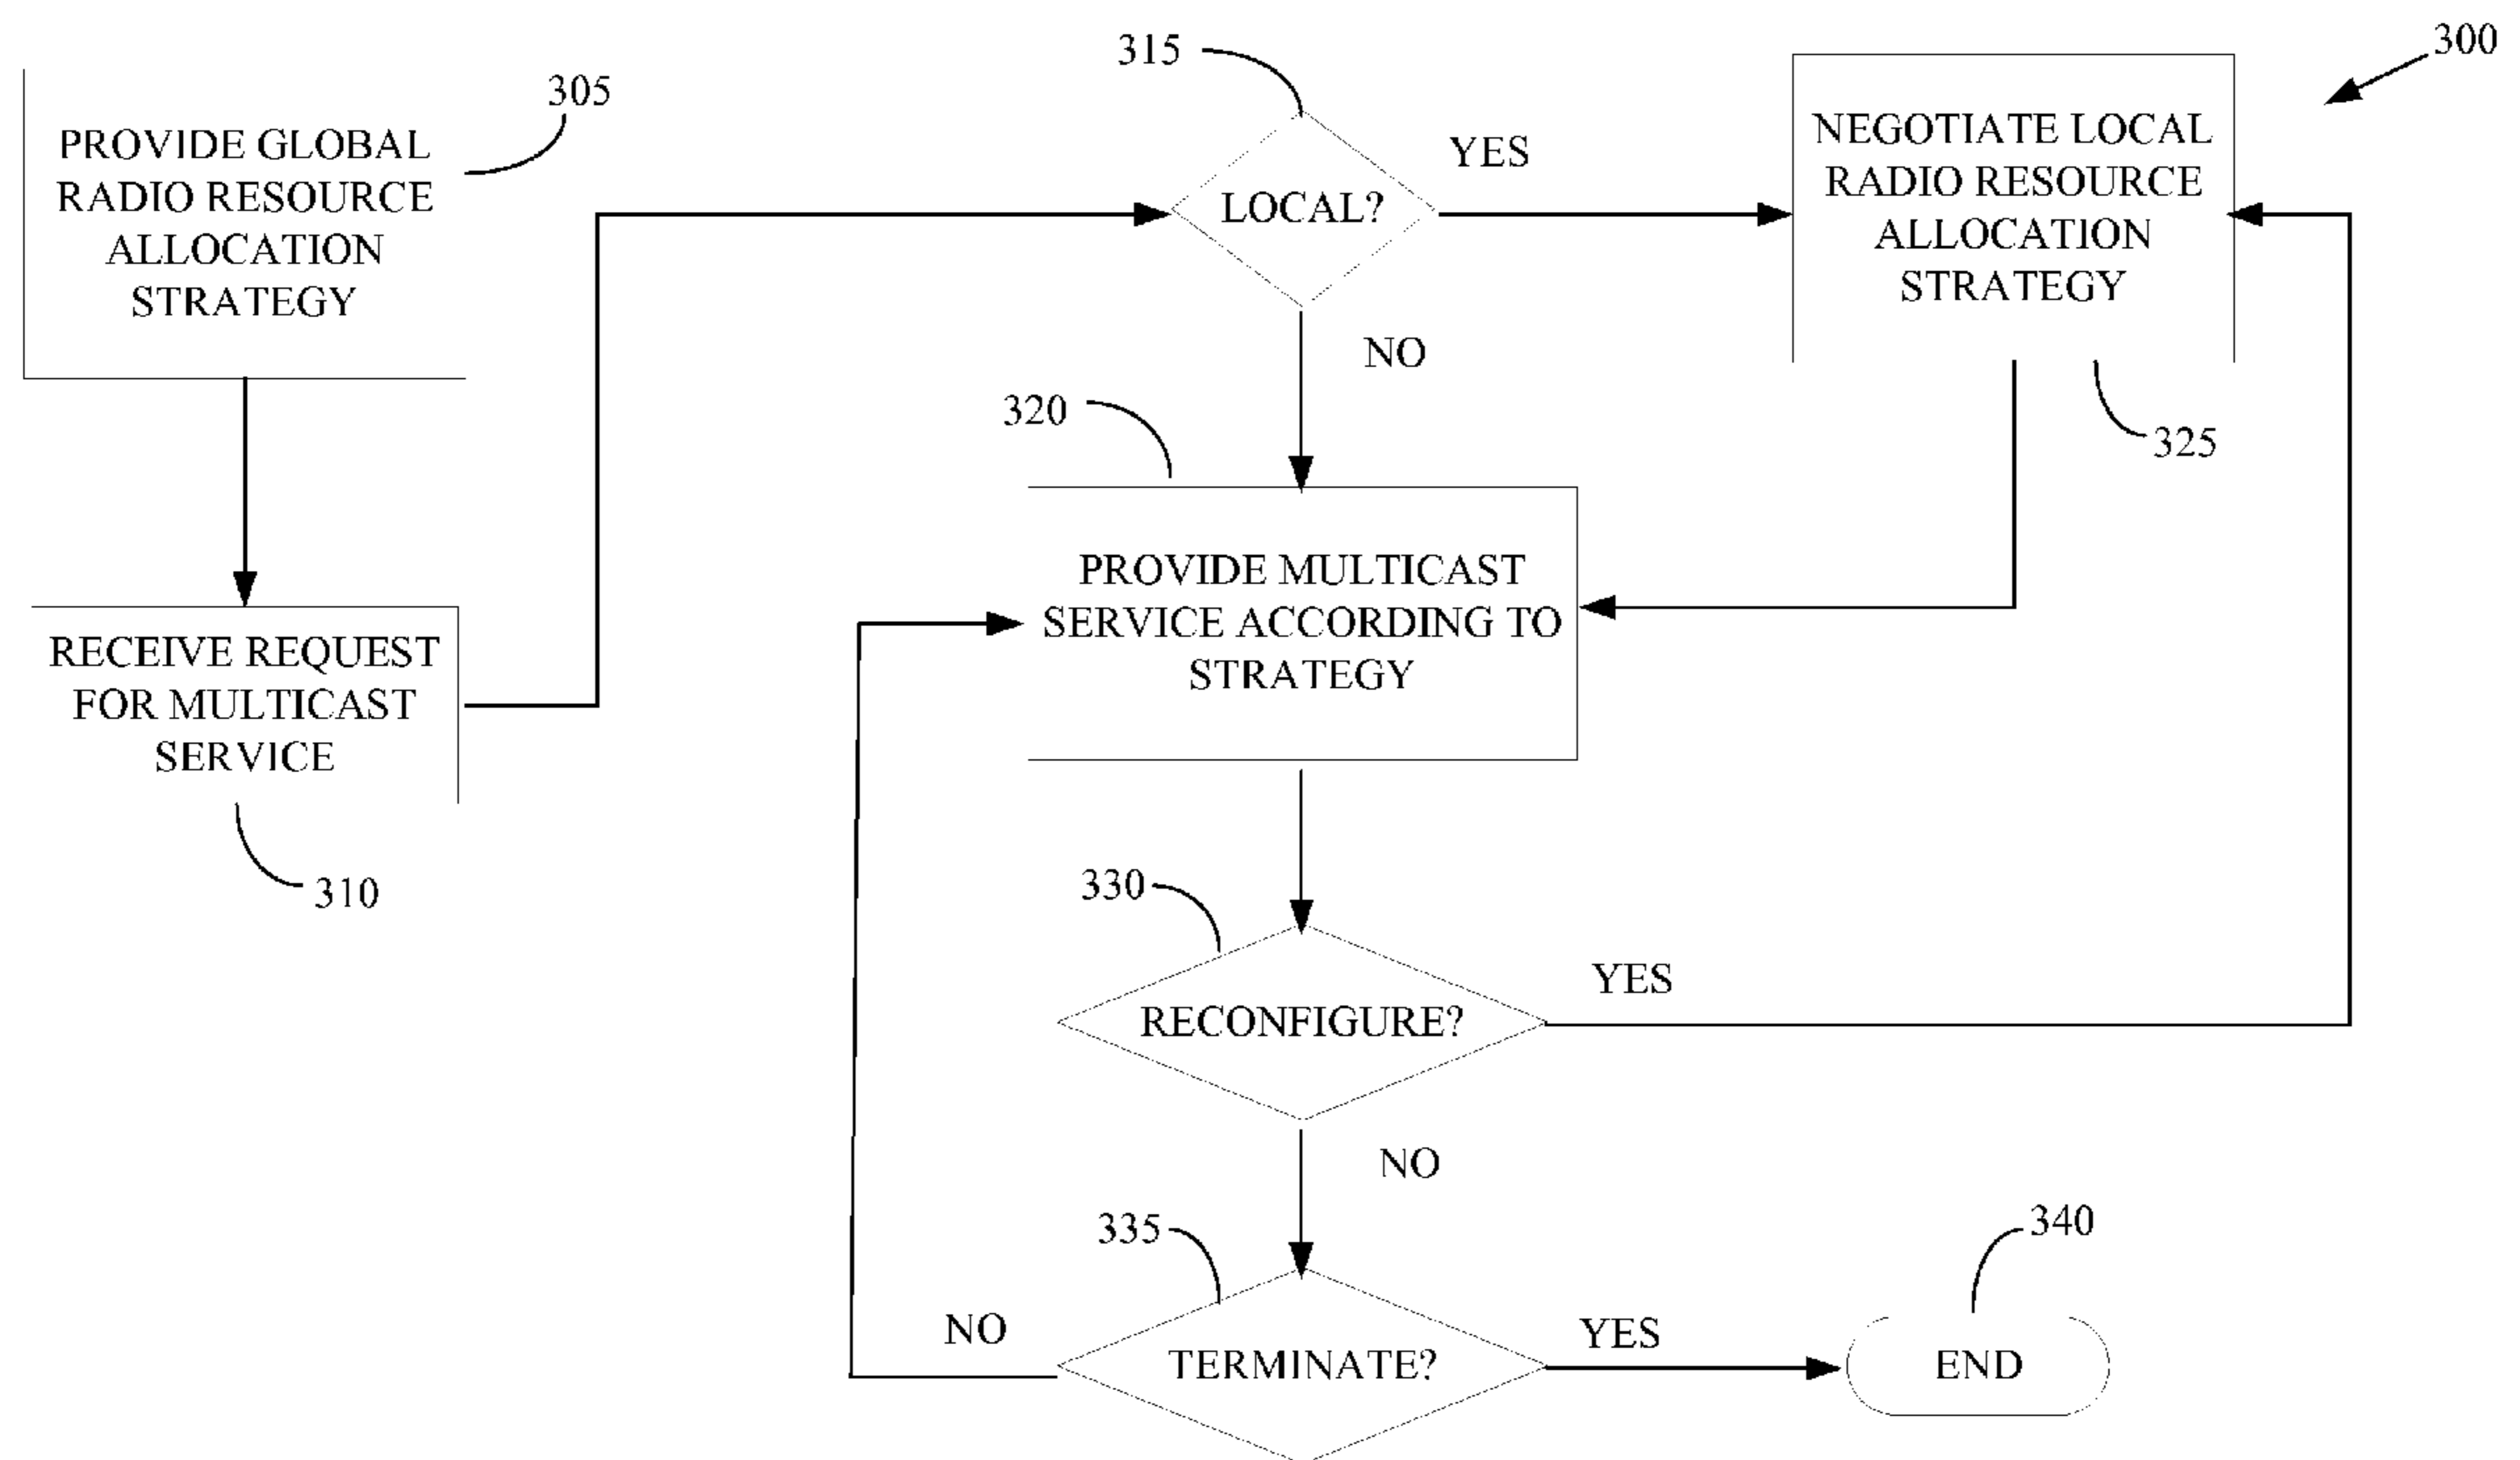 300
305
PROVIDE GLOBAL
RADIO RESOURCE
ALLOCATION
STRATEGY
RECEIVE REQUEST
FOR MULTICAST
SERVICE
310
315
LOCAL?
YES
NO
NEGOTIATE LOCAL
RADIO RESOURCE
ALLOCATION
STRATEGY
325
320
PROVIDE MULTICAST
SERVICE ACCORDING TO
STRATEGY
330
RECONFIGURE?
YES
NO
335
TERMINATE?
NO
YES
340
END